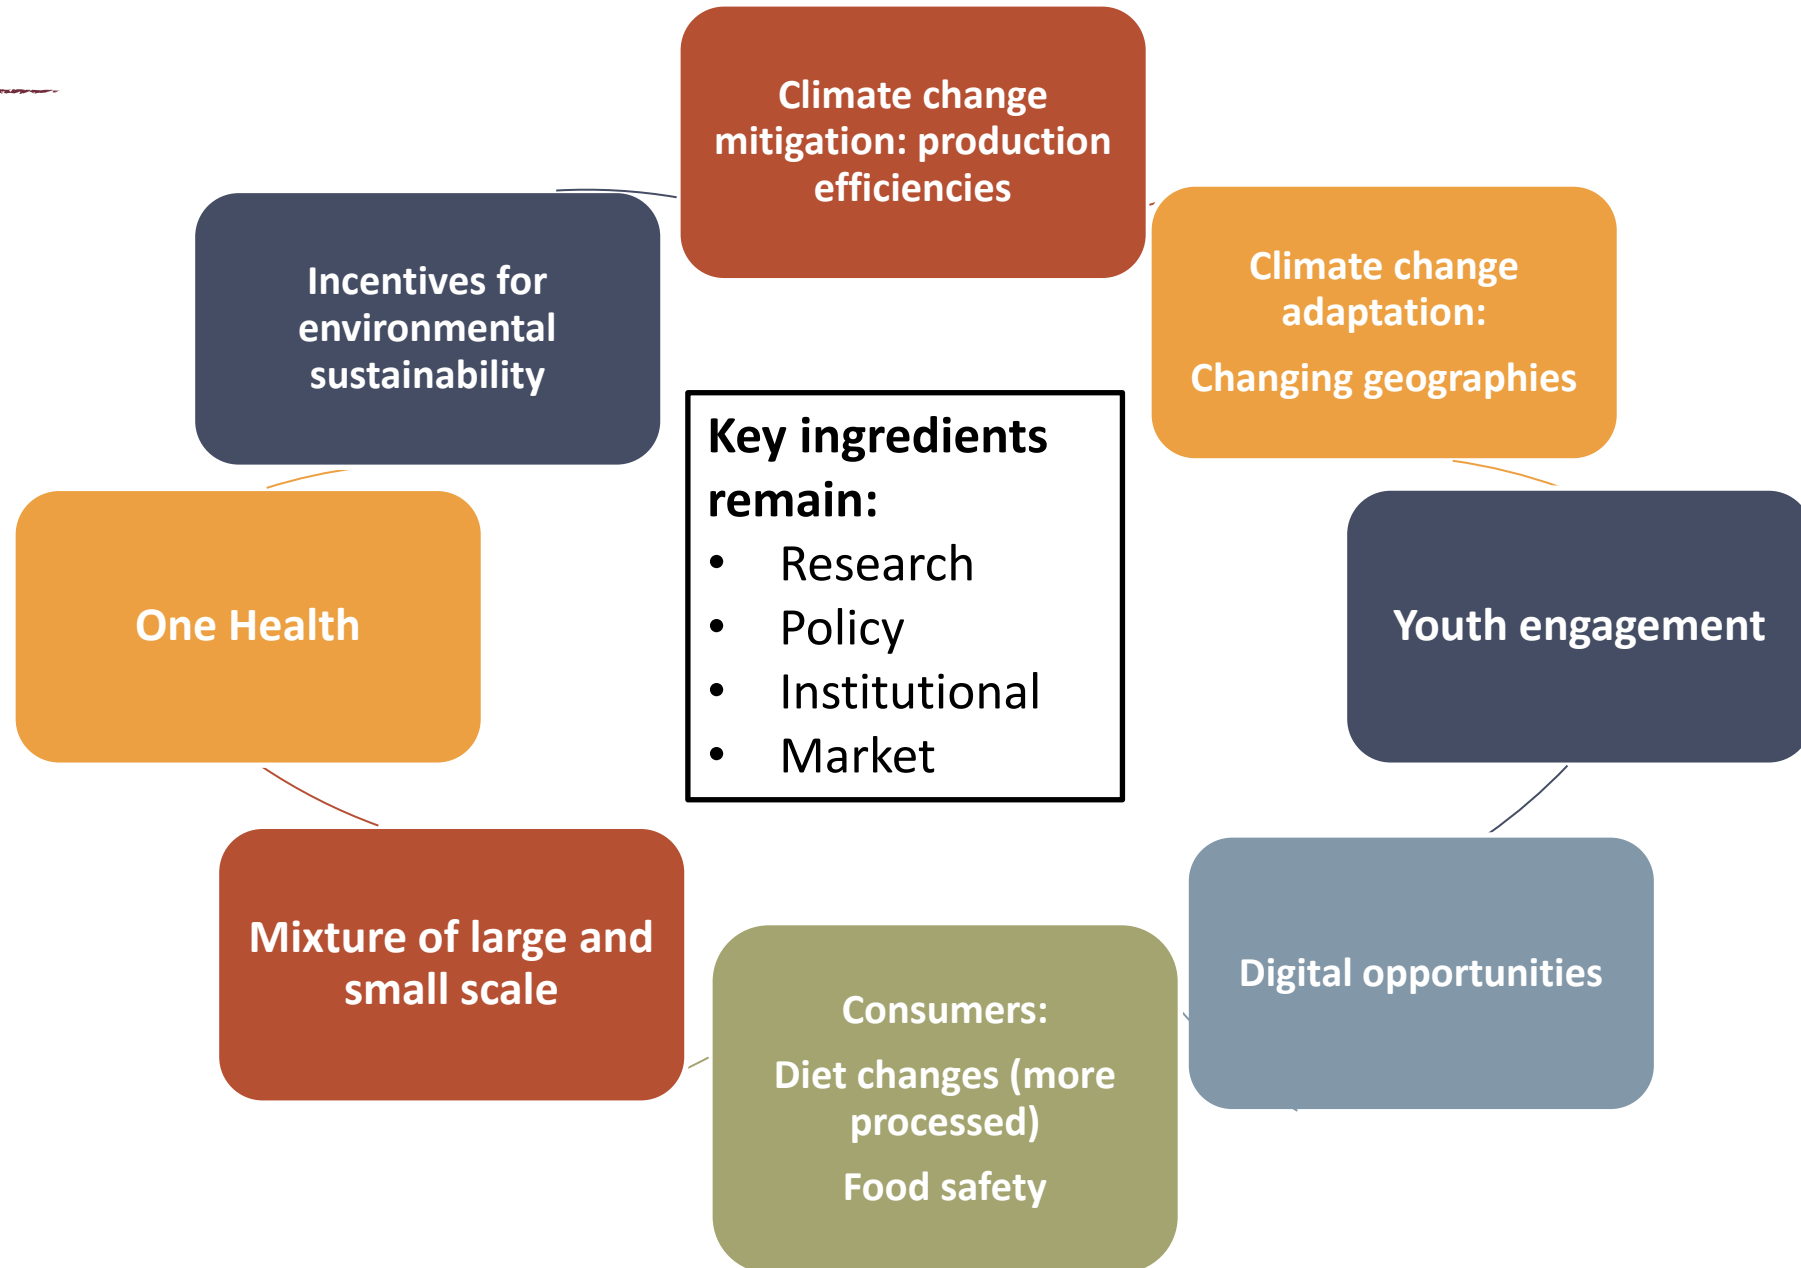 Climate change
mitigation: production
efficiencies
Climate change
adaptation:
Changing geographies
Youth engagement
Digital opportunities
Consumers:
Diet changes (more
processed)
Food safety
Mixture of large and
small scale
One Health
Incentives for
environmental
sustainability
Key ingredients
remain:
• Research
• Policy
• Institutional
• Market